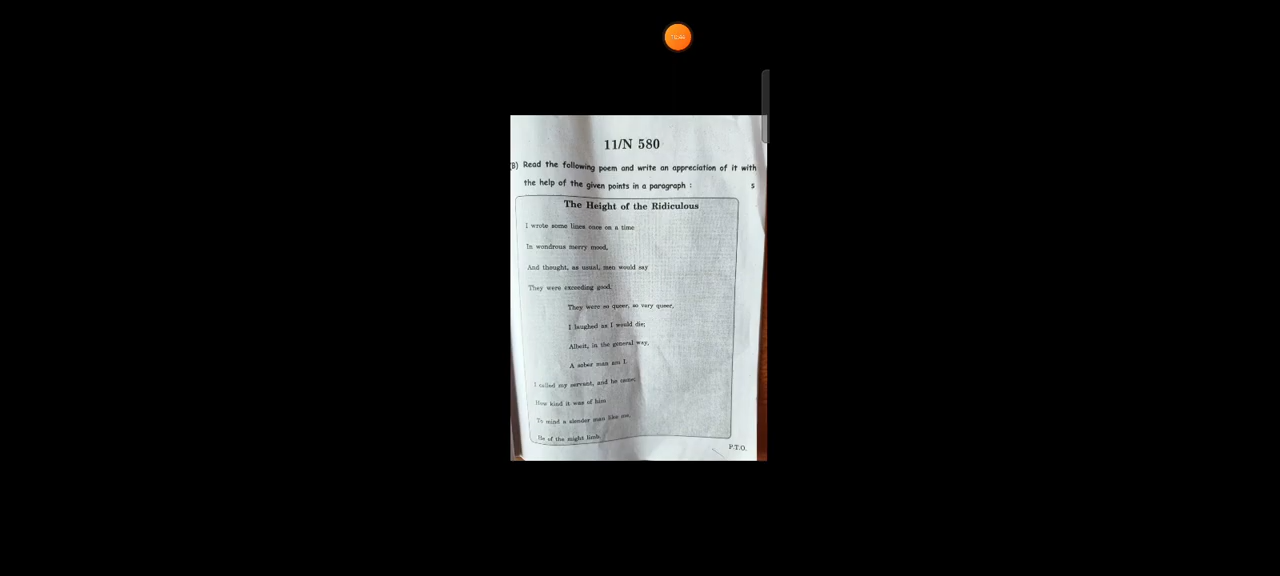 11/N 580
(B) Read the following poem and write an appreciation of it with
the help of the given points in a paragraph : 5
The Height of the Ridiculous
I wrote some lines once on a time
In wondrous merry mood,
And thought, as usual, men would say
They were exceeding good.
They were so queer, so very queer,
I laughed as I would die;
Albeit, in the general way,
A sober man am I.
I called my servant, and he came;
How kind it was of him
To mind a slender man like me,
He of the might limb.
P.T.O.